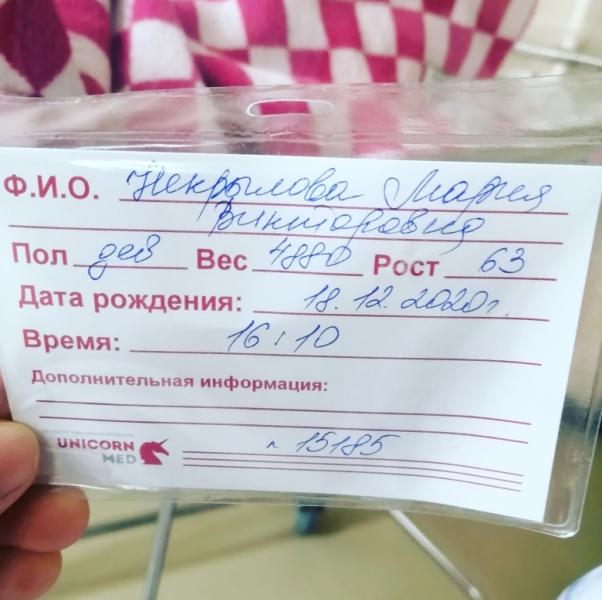 Ф.И.О. Некрылова Мария
Викторовна
Пол дев Вес 4880 Рост 63
Дата рождения: 18.12.2020г.
Время: 16:10
Дополнительная информация:
UNICORN
MED
15185